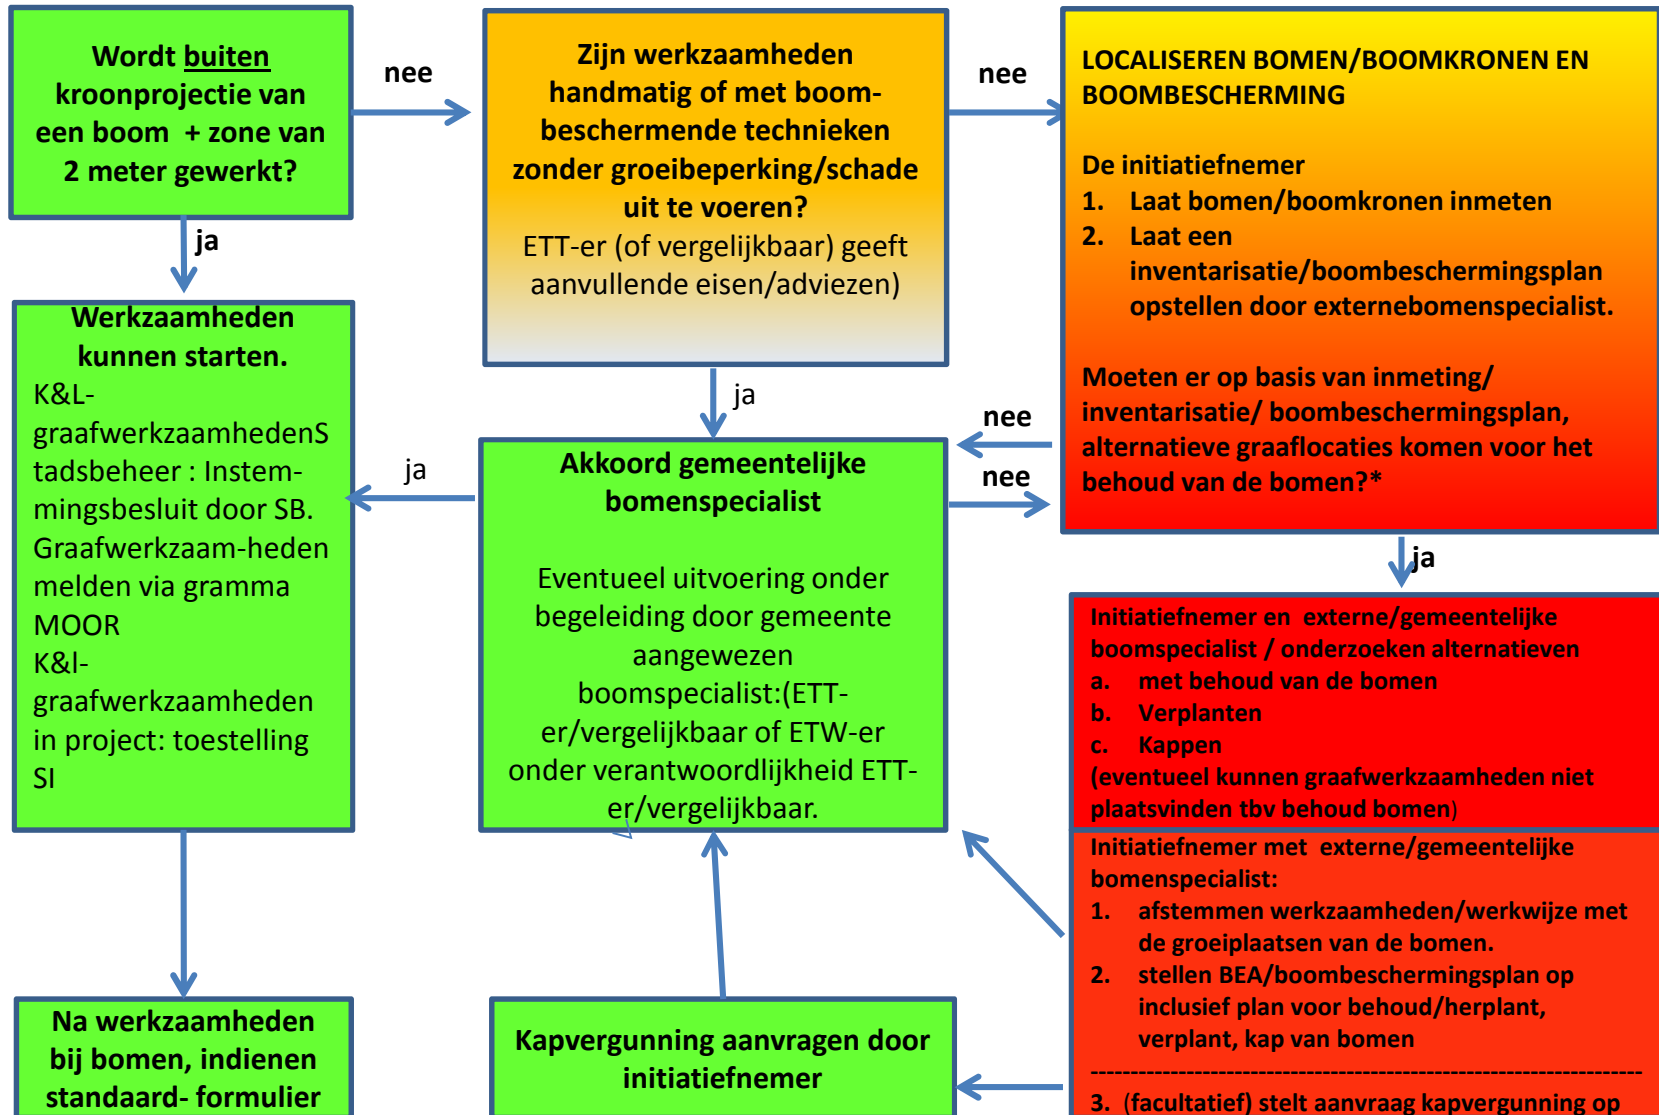 Wordt buiten
kroonprojectie van
een boom + zone van
2 meter gewerkt?
nee
ja
Zijn werkzaamheden
handmatig of met boom-
beschermende technieken
zonder groeibeperking/schade
uit te voeren?
ETT-er (of vergelijkbaar) geeft
aanvullende eisen/adviezen)
nee
ja
LOCALISEREN BOMEN/BOOMKRONEN EN
BOOMBESCHERMING
De initiatiefnemer
1. Laat bomen/boomkronen inmeten
2. Laat een
inventarisatie/boombeschermingsplan
opstellen door externebomenspecialist.
Moeten er op basis van inmeting/
inventarisatie/ boombeschermingsplan,
alternatieve graaflocaties komen voor het
behoud van de bomen?*
nee
nee
ja
Werkzaamheden
kunnen starten.
K&L-
graafwerkzaamhedenS
tadsbeheer : Instem-
mingsbesluit door SB.
Graafwerkzaam-heden
melden via gramma
MOOR
K&l-
graafwerkzaamheden
in project: toestelling
SI
ja
Akkoord gemeentelijke
bomenspecialist
Eventueel uitvoering onder
begeleiding door gemeente
aangewezen
boomspecialist:(ETT-
er/vergelijkbaar of ETW-er
onder verantwoordelijkheid ETT-
er/vergelijkbaar.
Initiatiefnemer en externe/gemeentelijke
boomspecialist / onderzoeken alternatieven
a. met behoud van de bomen
b. Verplanten
c. Kappen
(eventueel kunnen graafwerkzaamheden niet
plaatsvinden tbv behoud bomen)
Initiatiefnemer met externe/gemeentelijke
bomenspecialist:
1. afstemmen werkzaamheden/werkwijze met
de groeiplaatsen van de bomen.
2. stellen BEA/boombeschermingsplan op
inclusief plan voor behoud/herplant,
verplant, kap van bomen
---------------------------------------------------------------------
3. (facultatief) stelt aanvraag kapvergunning op
Kapvergunning aanvragen door
initiatiefnemer
Na werkzaamheden
bij bomen, indienen
standaard- formulier